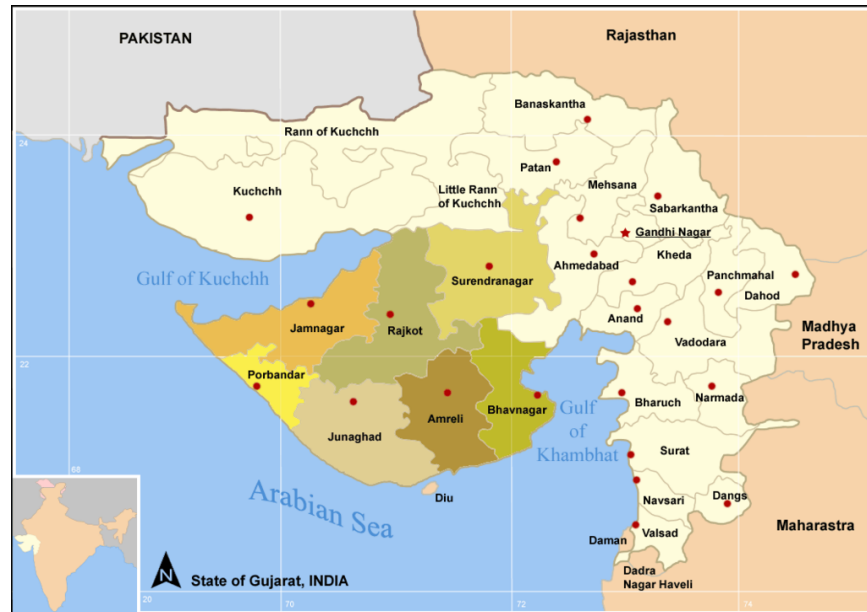 PAKISTAN
Rajasthan
Banaskantha
24
Rann of Kuchchh
Patan
Mehsana
Kuchchh
Little Rann
of Kuchchh
Sabarkantha
Gandhi Nagar
Ahmedabad
Kheda
Gulf of Kuchchh
Surendranagar
Panchmahal
Dahod
Jamnagar
Rajkot
Anand
Vadodara
Madhya
Pradesh
22
Porbandar
Amreli
Bhavnagar
Bharuch
Narmada
Junaghad
Gulf
of
Khambhat
Surat
68
Arabian Sea
Diu
Navsari
Dangs
Valsad
Daman
Maharastra
Dadra
Nagar Haveli
N
State of Gujarat, INDIA
20
70
72
74